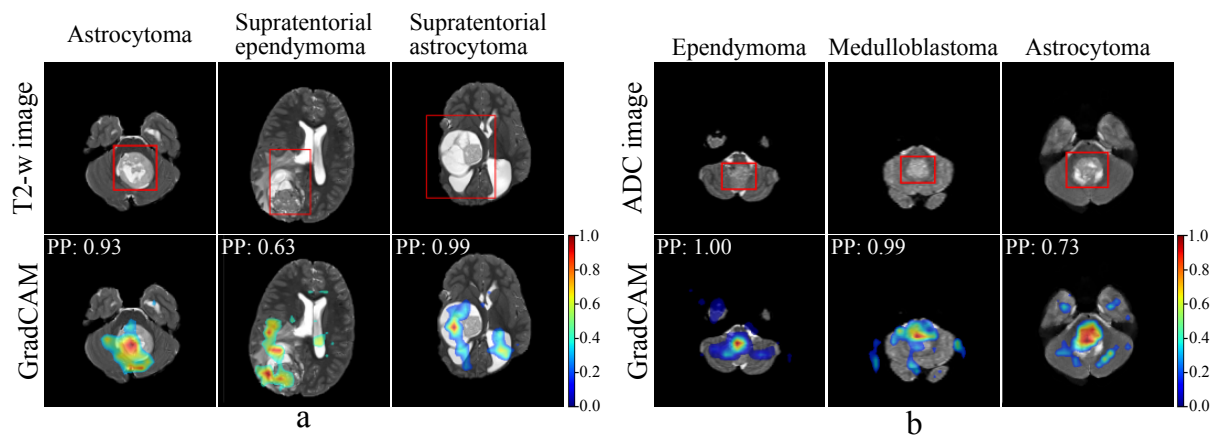 Astrocytoma
Supratentorial
ependymoma
Supratentorial
astrocytoma
T2-w image
GradCAM
PP: 0.93
PP: 0.63
PP: 0.99
1.0
0.8
0.6
0.4
0.2
0.0
a
Ependymoma
Medulloblastoma
Astrocytoma
ADC image
GradCAM
PP: 1.00
PP: 0.99
PP: 0.73
1.0
0.8
0.6
0.4
0.2
0.0
b